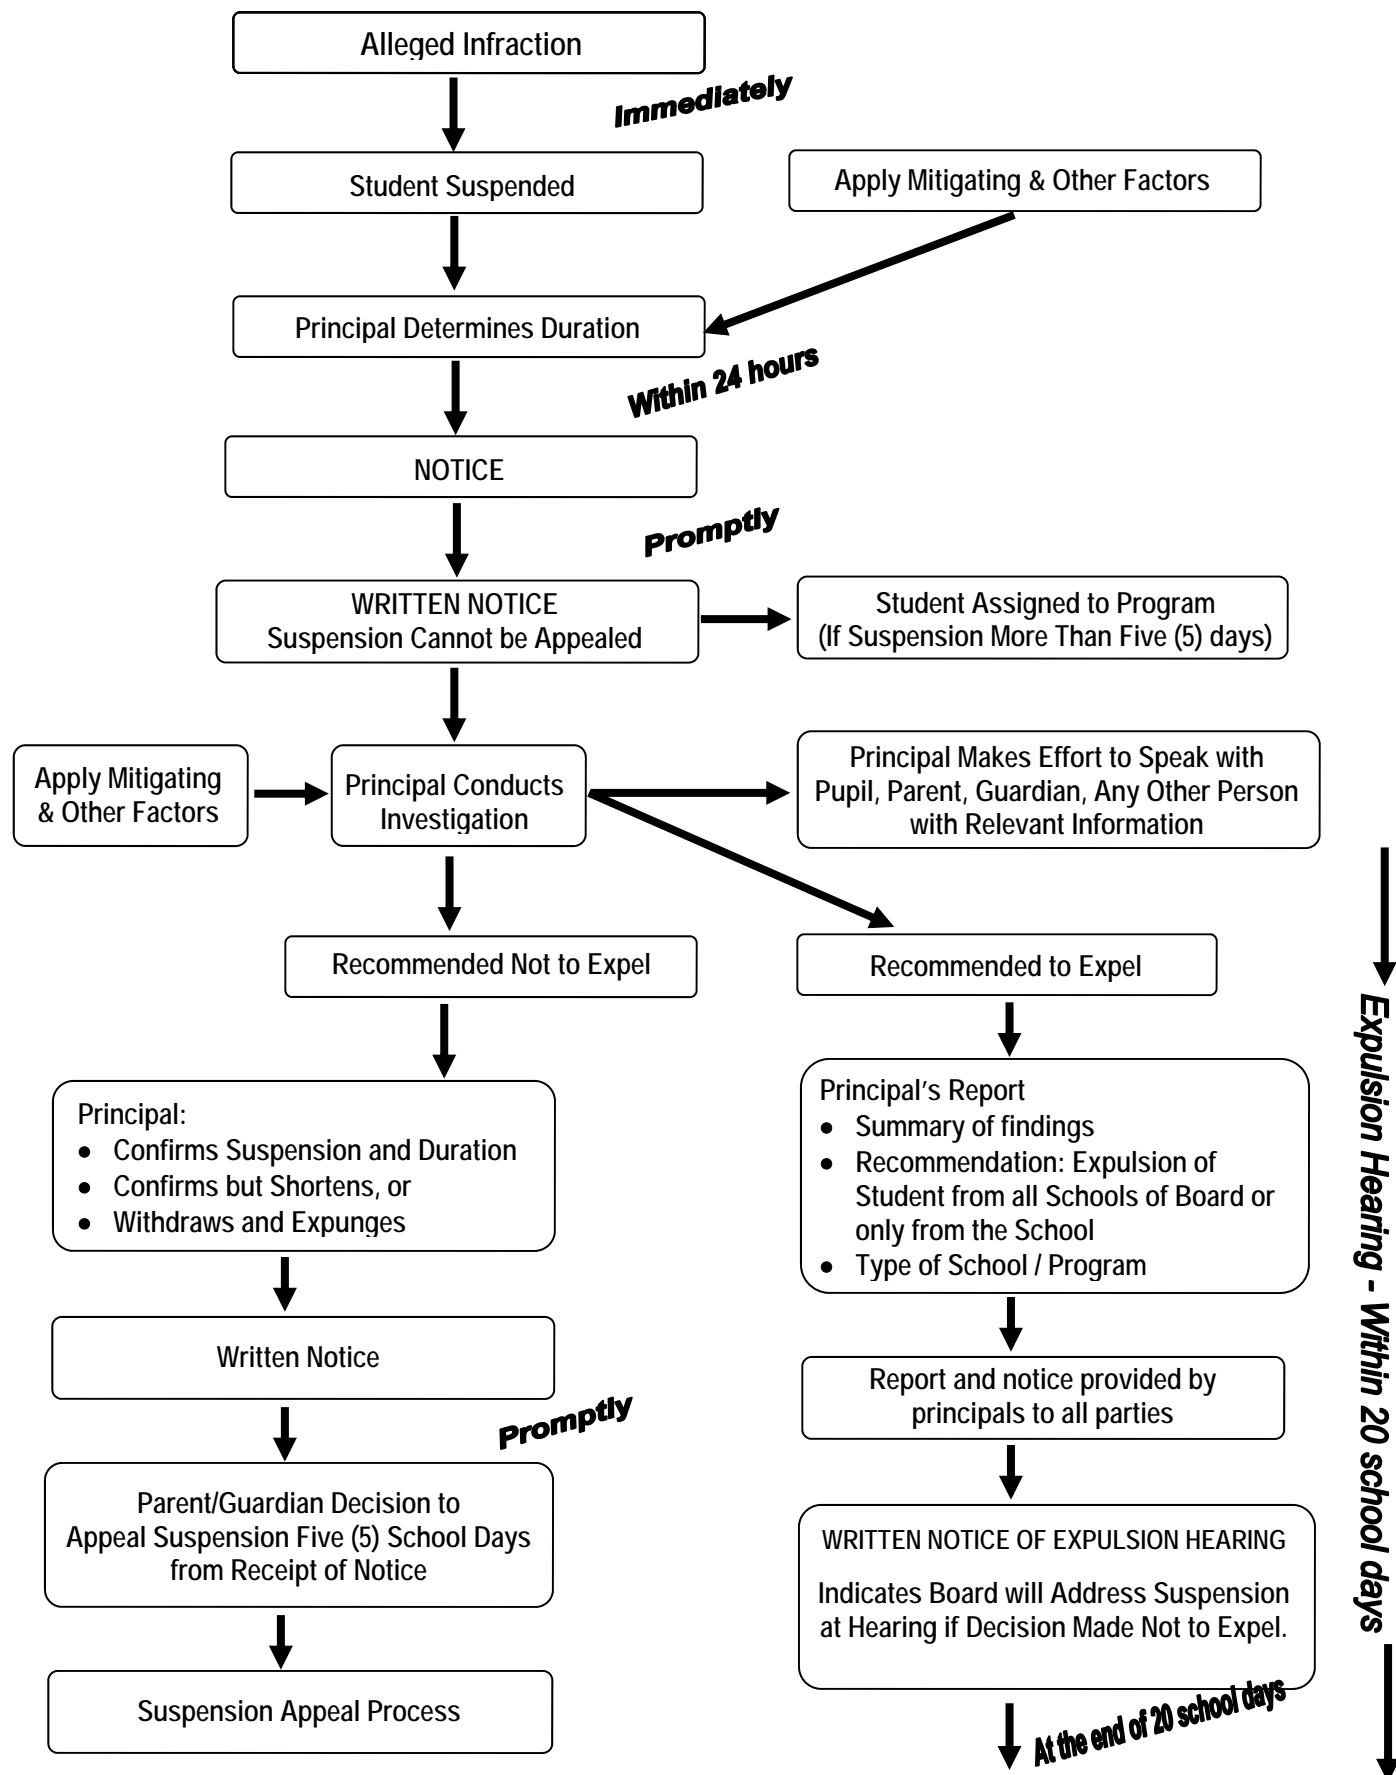 Alleged Infraction
Immediately
Student Suspended
Apply Mitigating & Other Factors
Principal Determines Duration
Within 24 hours
NOTICE
Promptly
WRITTEN NOTICE
Suspension Cannot be Appealed
Student Assigned to Program
(If Suspension More Than Five (5) days)
Apply Mitigating
& Other Factors
Principal Conducts
Investigation
Principal Makes Effort to Speak with
Pupil, Parent, Guardian, Any Other Person
with Relevant Information
Recommended Not to Expel
Recommended to Expel
Expulsion Hearing - Within 20 school days
Principal:
● Confirms Suspension and Duration
● Confirms but Shortens, or
● Withdraws and Expunges
Principal's Report
● Summary of findings
● Recommendation: Expulsion of
Student from all Schools of Board or
only from the School
● Type of School / Program
Written Notice
Report and notice provided by
principals to all parties
Promptly
Parent/Guardian Decision to
Appeal Suspension Five (5) School Days
from Receipt of Notice
WRITTEN NOTICE OF EXPULSION HEARING
Indicates Board will Address Suspension
at Hearing if Decision Made Not to Expel.
Suspension Appeal Process
At the end of 20 school days